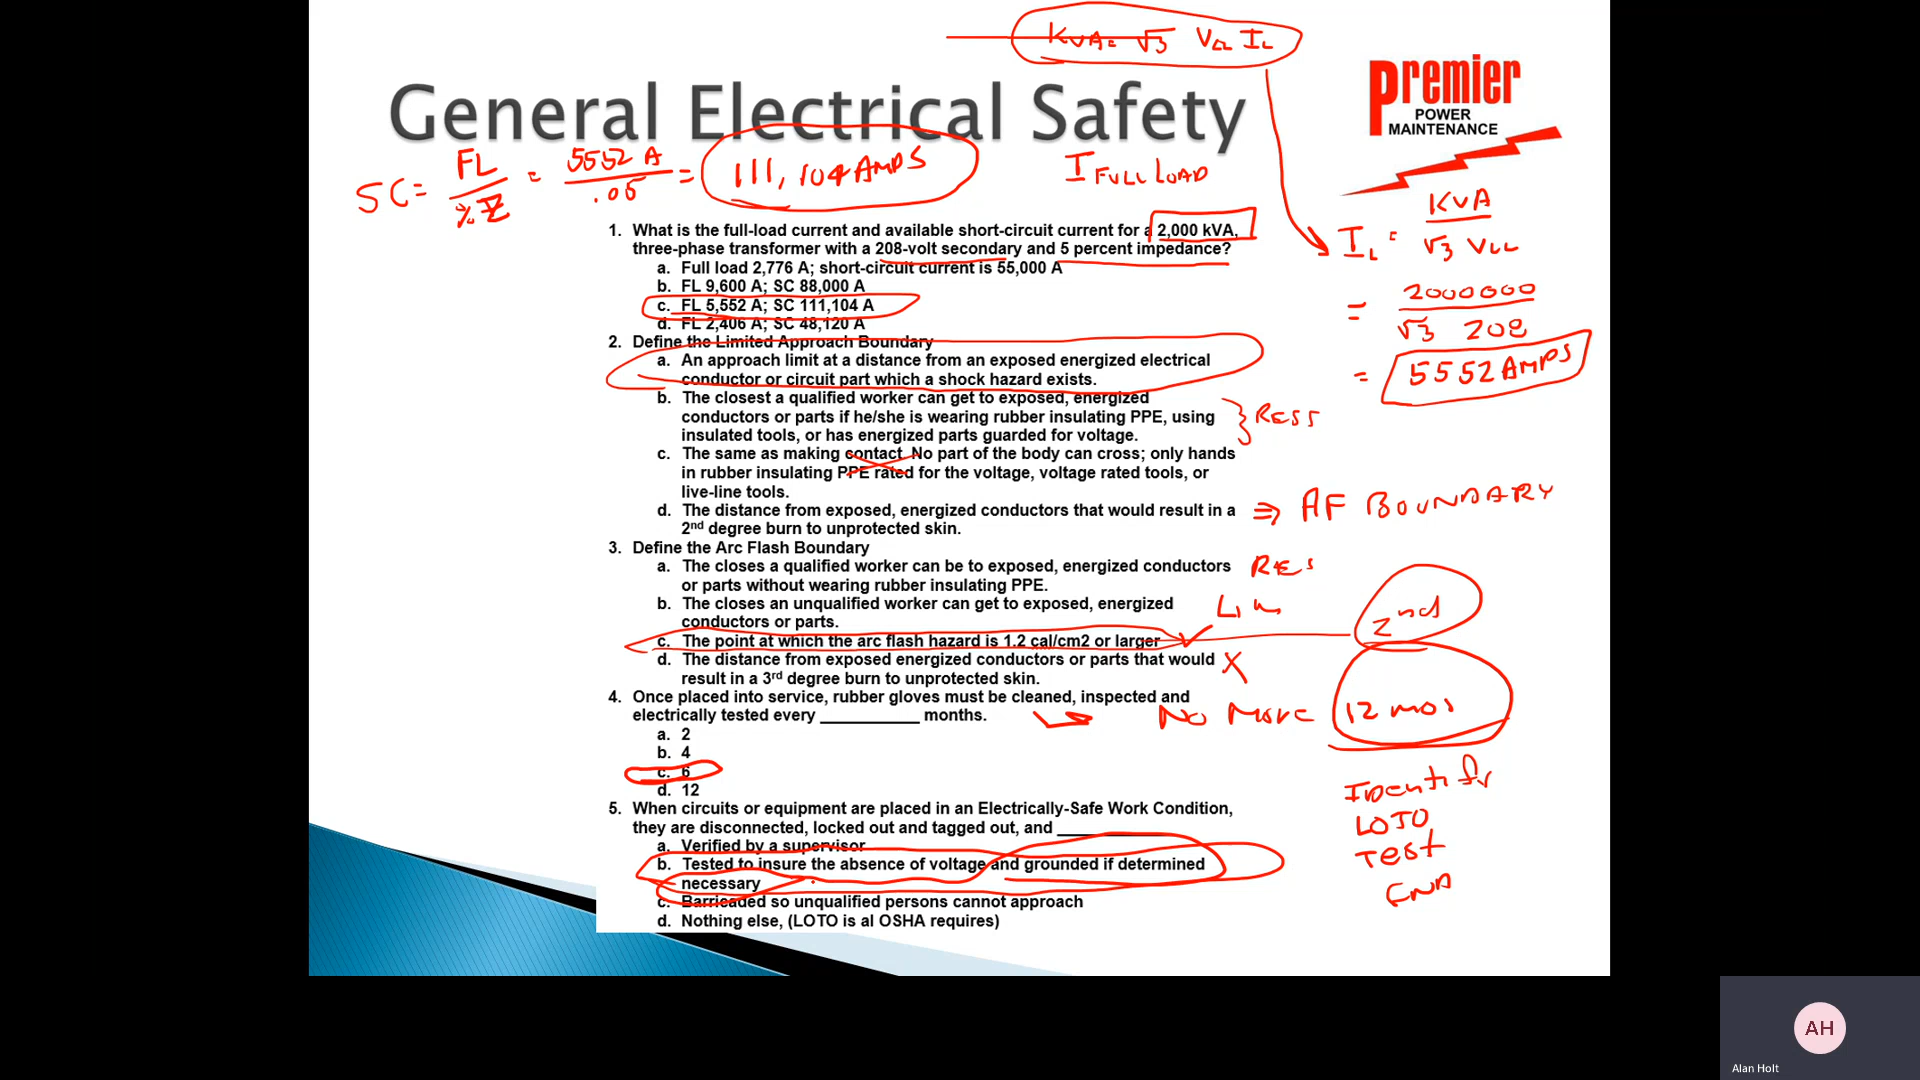 KVA = √3 VLL IL
General Electrical Safety
Premier
POWER
MAINTENANCE
SC = FL / %Z = 5552 A / .05 = 111,104 AMPS
I FULL LOAD
IL = KVA / √3 VLL
= 2000000 / √3 208
= 5552 AMPS
1. What is the full-load current and available short-circuit current for a 2,000 kVA,
three-phase transformer with a 208-volt secondary and 5 percent impedance?
a. Full load 2,776 A; short-circuit current is 55,000 A
b. FL 9,600 A; SC 88,000 A
c. FL 5,552 A; SC 111,104 A
d. FL 2,406 A; SC 48,120 A
2. Define the Limited Approach Boundary
a. An approach limit at a distance from an exposed energized electrical
conductor or circuit part which a shock hazard exists.
b. The closest a qualified worker can get to exposed, energized
conductors or parts if he/she is wearing rubber insulating PPE, using
insulated tools, or has energized parts guarded for voltage.
} RESS
c. The same as making contact. No part of the body can cross; only hands
in rubber insulating PPE rated for the voltage, voltage rated tools, or
live-line tools.
d. The distance from exposed, energized conductors that would result in a
2nd degree burn to unprotected skin.
⇒ AF BOUNDARY
3. Define the Arc Flash Boundary
a. The closes a qualified worker can be to exposed, energized conductors
or parts without wearing rubber insulating PPE.
RES
b. The closes an unqualified worker can get to exposed, energized
conductors or parts.
Lim
c. The point at which the arc flash hazard is 1.2 cal/cm2 or larger
2nd
d. The distance from exposed energized conductors or parts that would
result in a 3rd degree burn to unprotected skin.
4. Once placed into service, rubber gloves must be cleaned, inspected and
electrically tested every __________ months.
No More 12 mos
a. 2
b. 4
c. 6
d. 12
5. When circuits or equipment are placed in an Electrically-Safe Work Condition,
they are disconnected, locked out and tagged out, and __________
a. Verified by a supervisor
b. Tested to insure the absence of voltage and grounded if determined
necessary
c. Barricaded so unqualified persons cannot approach
d. Nothing else, (LOTO is al OSHA requires)
Identify
LOTO
Test
AH
Alan Holt